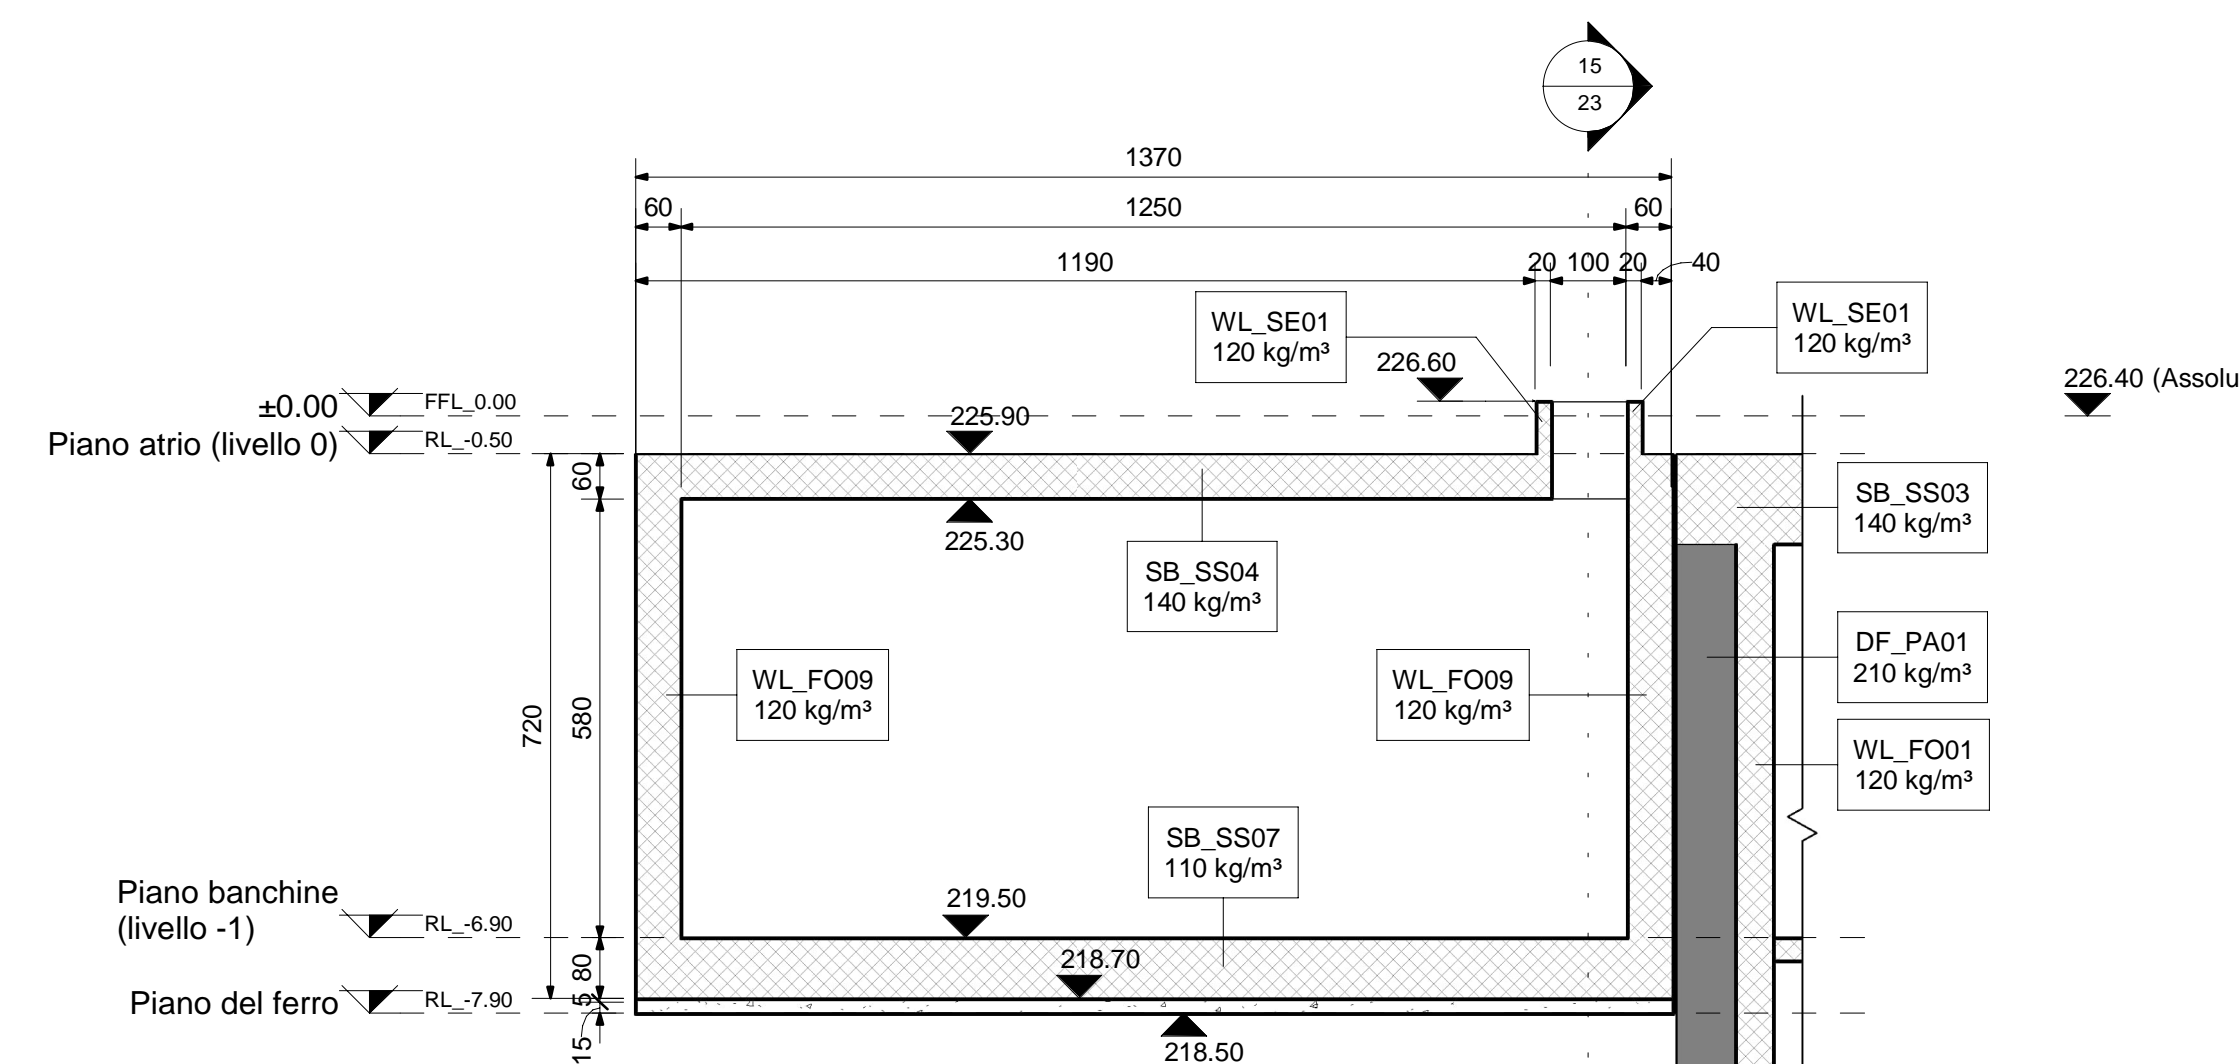 15
23
1370
60
1250
60
1190
20
100
20
40
WL_SE01
120 kg/m³
WL_SE01
120 kg/m³
226.60
226.40 (Assolu
±0.00
FFL_0.00
225.90
Piano atrio (livello 0)
RL_-0.50
60
225.30
SB_SS03
140 kg/m³
SB_SS04
140 kg/m³
DF_PA01
210 kg/m³
WL_FO09
120 kg/m³
WL_FO09
120 kg/m³
720
580
WL_FO01
120 kg/m³
SB_SS07
110 kg/m³
Piano banchine
(livello -1)
RL_-6.90
219.50
80
218.70
Piano del ferro
RL_-7.90
5
15
218.50